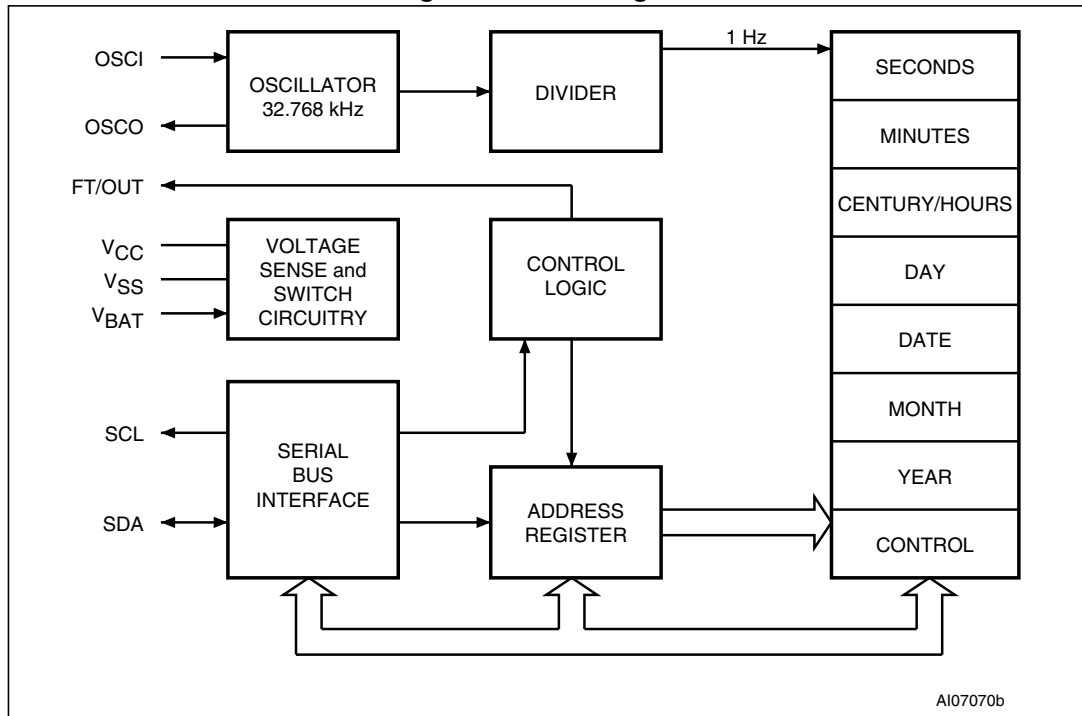 OSCI
OSCO
FT/OUT
VCC
VSS
VBAT
SCL
SDA
OSCILLATOR
32.768 kHz
DIVIDER
1 Hz
VOLTAGE
SENSE and
SWITCH
CIRCUITRY
CONTROL
LOGIC
SERIAL
BUS
INTERFACE
ADDRESS
REGISTER
SECONDS
MINUTES
CENTURY/HOURS
DAY
DATE
MONTH
YEAR
CONTROL
AI07070b